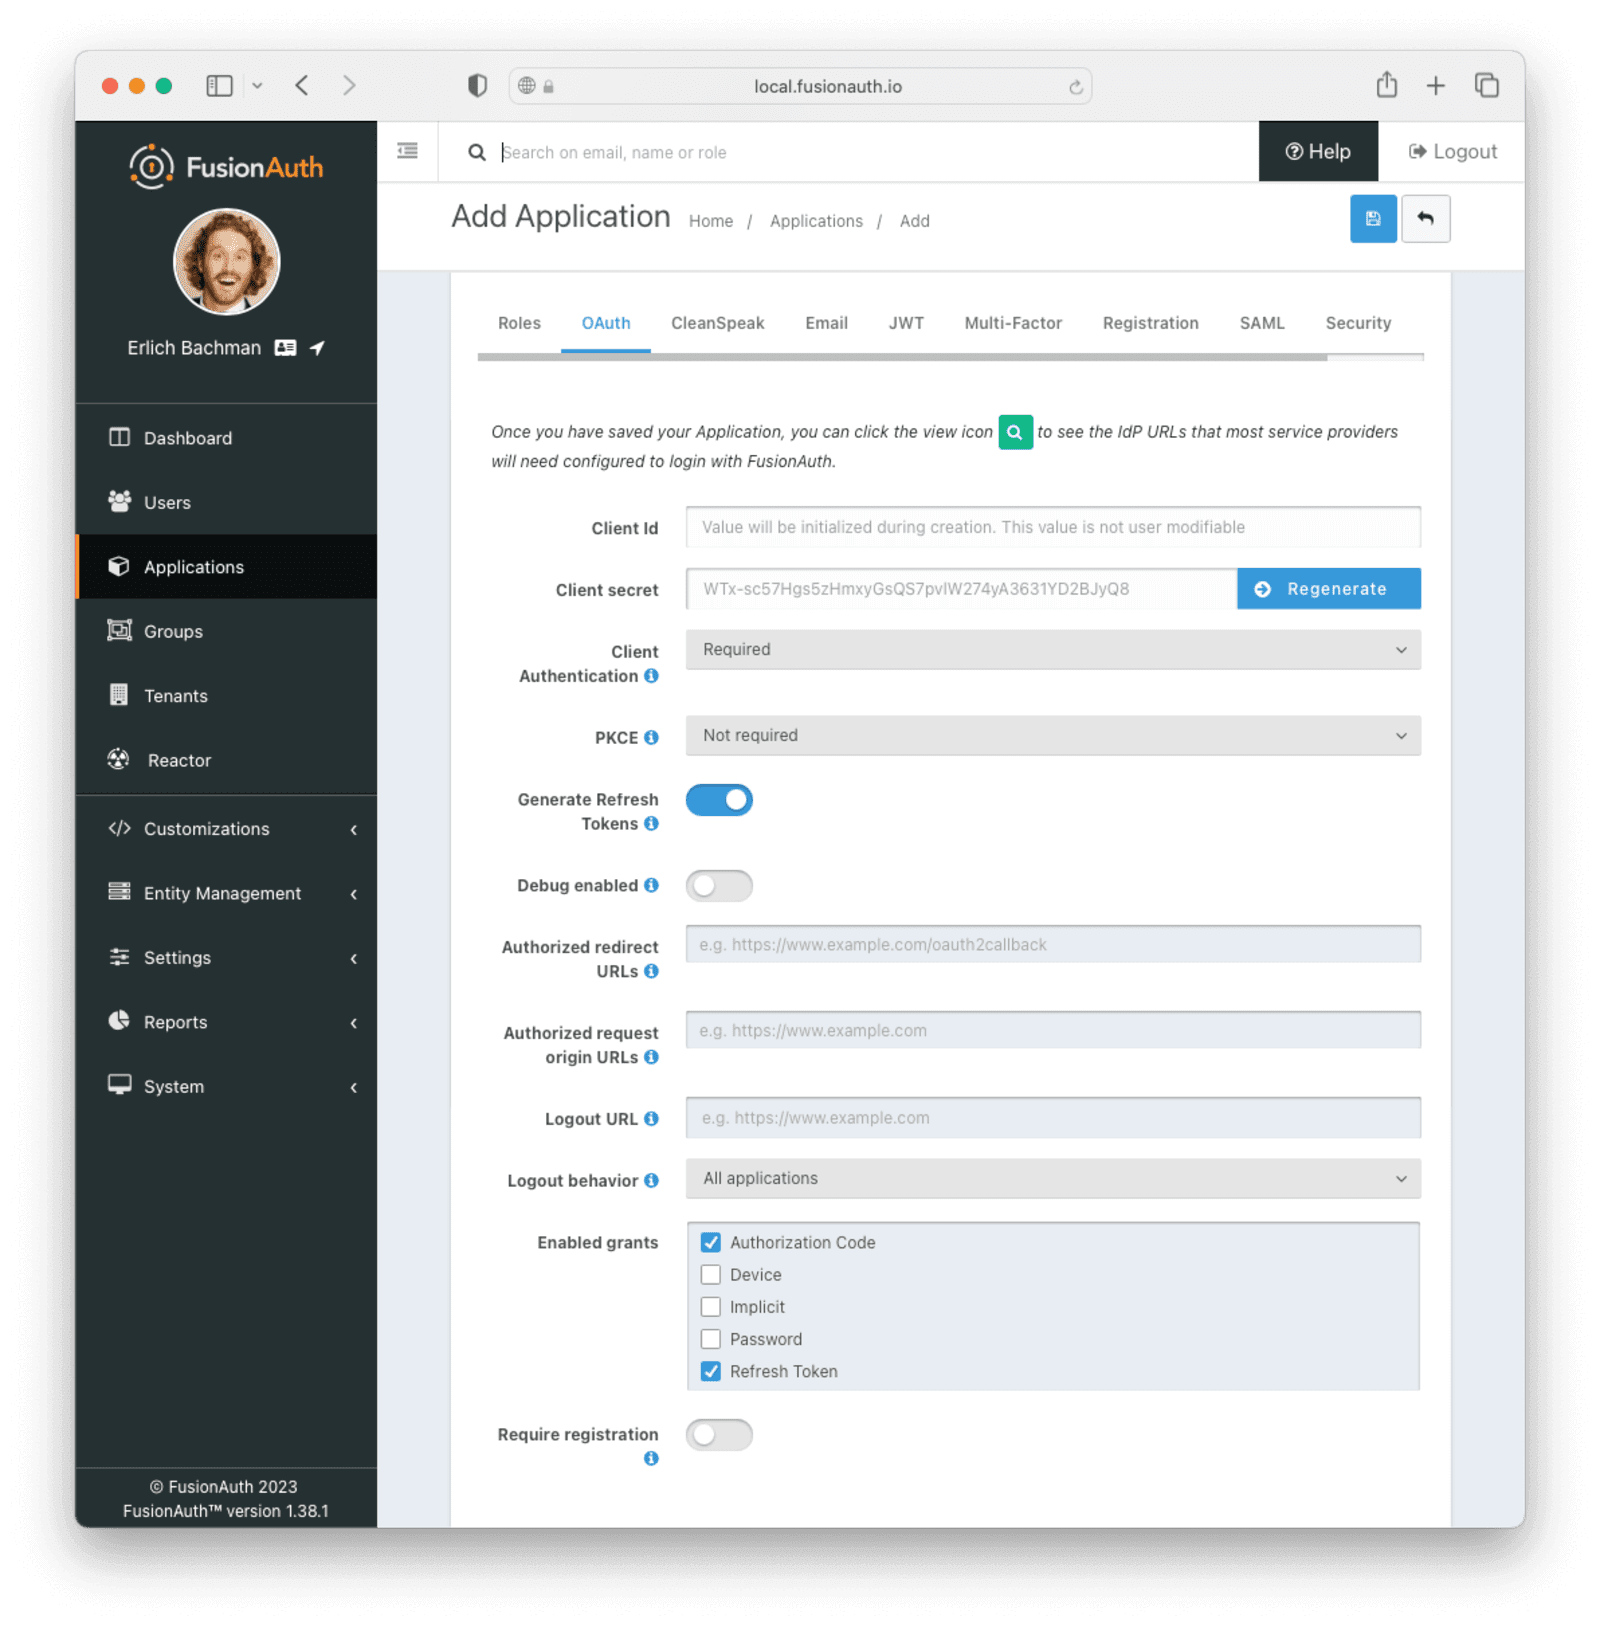 local.fusionauth.io
FusionAuth
Search on email, name or role
Help
Logout
Add Application
Home / Applications / Add
Erlich Bachman
Dashboard
Users
Applications
Groups
Tenants
Reactor
Customizations
Entity Management
Settings
Reports
System
© FusionAuth 2023
FusionAuth™ version 1.38.1
Roles OAuth CleanSpeak Email JWT Multi-Factor Registration SAML Security
Once you have saved your Application, you can click the view icon to see the IdP URLs that most service providers
will need configured to login with FusionAuth.
Client Id
Value will be initialized during creation. This value is not user modifiable
Client secret
WTx-sc57Hgs5zHmxyGsQS7pvlW274yA3631YD2BJyQ8
Regenerate
Client
Authentication
Required
PKCE
Not required
Generate Refresh
Tokens
Debug enabled
Authorized redirect
URLs
e.g. https://www.example.com/oauth2callback
Authorized request
origin URLs
e.g. https://www.example.com
Logout URL
e.g. https://www.example.com
Logout behavior
All applications
Enabled grants
Authorization Code
Device
Implicit
Password
Refresh Token
Require registration